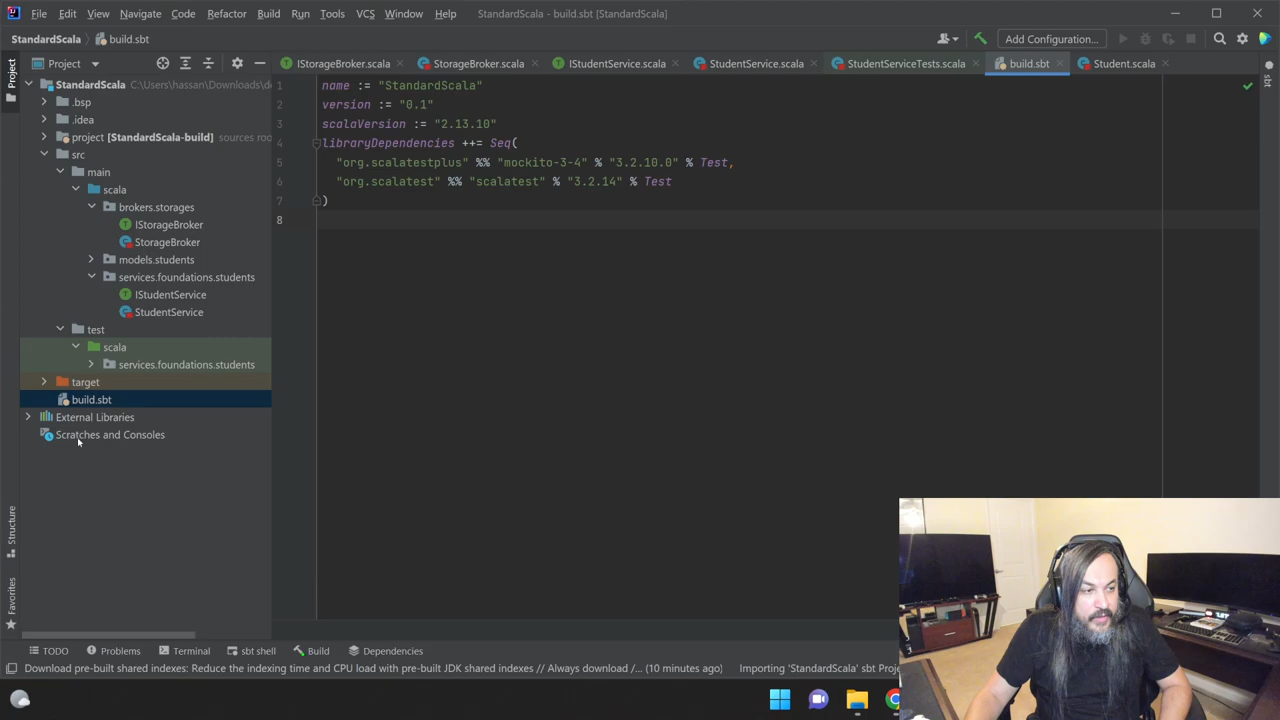 File Edit View Navigate Code Refactor Build Run Tools VCS Window Help StandardScala - build.sbt [StandardScala]
StandardScala build.sbt Add Configuration...
Project
IStorageBroker.scala StorageBroker.scala IStudentService.scala StudentService.scala StudentServiceTests.scala build.sbt Student.scala
Project
sbt
StandardScala C:\Users\hassan\Downloads\de
.bsp
.idea
project [StandardScala-build] sources roo
src
main
scala
brokers.storages
IStorageBroker
StorageBroker
models.students
services.foundations.students
IStudentService
StudentService
test
scala
services.foundations.students
target
build.sbt
External Libraries
Scratches and Consoles
1 name := "StandardScala"
2 version := "0.1"
3 scalaVersion := "2.13.10"
4 libraryDependencies ++= Seq(
5 "org.scalatestplus" %% "mockito-3-4" % "3.2.10.0" % Test,
6 "org.scalatest" %% "scalatest" % "3.2.14" % Test
7 )
8
Structure
Favorites
TODO Problems Terminal sbt shell Build Dependencies
Download pre-built shared indexes: Reduce the indexing time and CPU load with pre-built JDK shared indexes // Always download /... (10 minutes ago) Importing 'StandardScala' sbt Proj